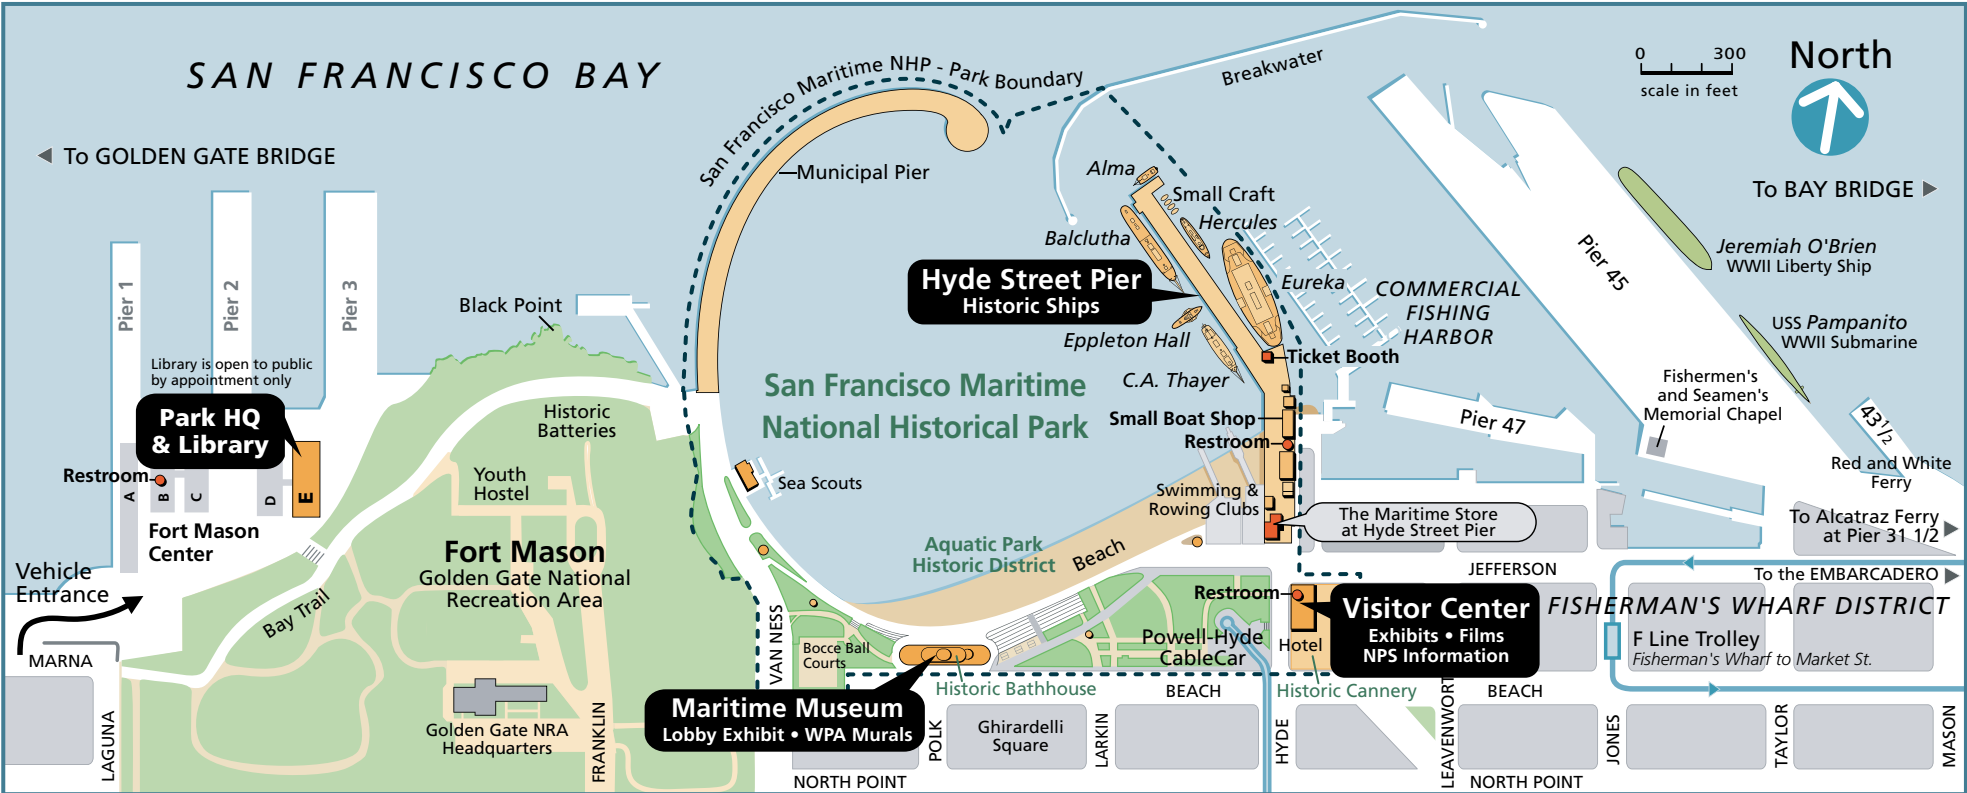 SAN FRANCISCO BAY
San Francisco Maritime NHP - Park Boundary
Breakwater
0 300
scale in feet
North
To GOLDEN GATE BRIDGE
To BAY BRIDGE
Municipal Pier
Alma
Small Craft
Hercules
Balclutha
Hyde Street Pier
Historic Ships
Eureka
Eppleton Hall
C.A. Thayer
Ticket Booth
COMMERCIAL
FISHING
HARBOR
Pier 45
Jeremiah O'Brien
WWII Liberty Ship
USS Pampanito
WWII Submarine
Fishermen's
and Seamen's
Memorial Chapel
43 1/2
Red and White
Ferry
Pier 47
To Alcatraz Ferry
at Pier 31 1/2
Pier 1
Pier 2
Pier 3
Black Point
Library is open to public
by appointment only
Park HQ
& Library
Restroom
A
B
C
D
E
Fort Mason
Center
Historic
Batteries
Youth
Hostel
Fort Mason
Golden Gate National
Recreation Area
Vehicle
Entrance
Bay Trail
MARNA
LAGUNA
Golden Gate NRA
Headquarters
FRANKLIN
San Francisco Maritime
National Historical Park
Small Boat Shop
Restroom
Sea Scouts
Swimming &
Rowing Clubs
The Maritime Store
at Hyde Street Pier
Aquatic Park
Historic District
Beach
VAN NESS
Bocce Ball
Courts
Maritime Museum
Lobby Exhibit • WPA Murals
Historic Bathhouse
Powell-Hyde
CableCar
Restroom
Hotel
Visitor Center
Exhibits • Films
NPS Information
Historic Cannery
JEFFERSON
To the EMBARCADERO
FISHERMAN'S WHARF DISTRICT
F Line Trolley
Fisherman's Wharf to Market St.
BEACH
BEACH
POLK
Ghirardelli
Square
LARKIN
HYDE
LEAVENWORT
JONES
TAYLOR
MASON
NORTH POINT
NORTH POINT